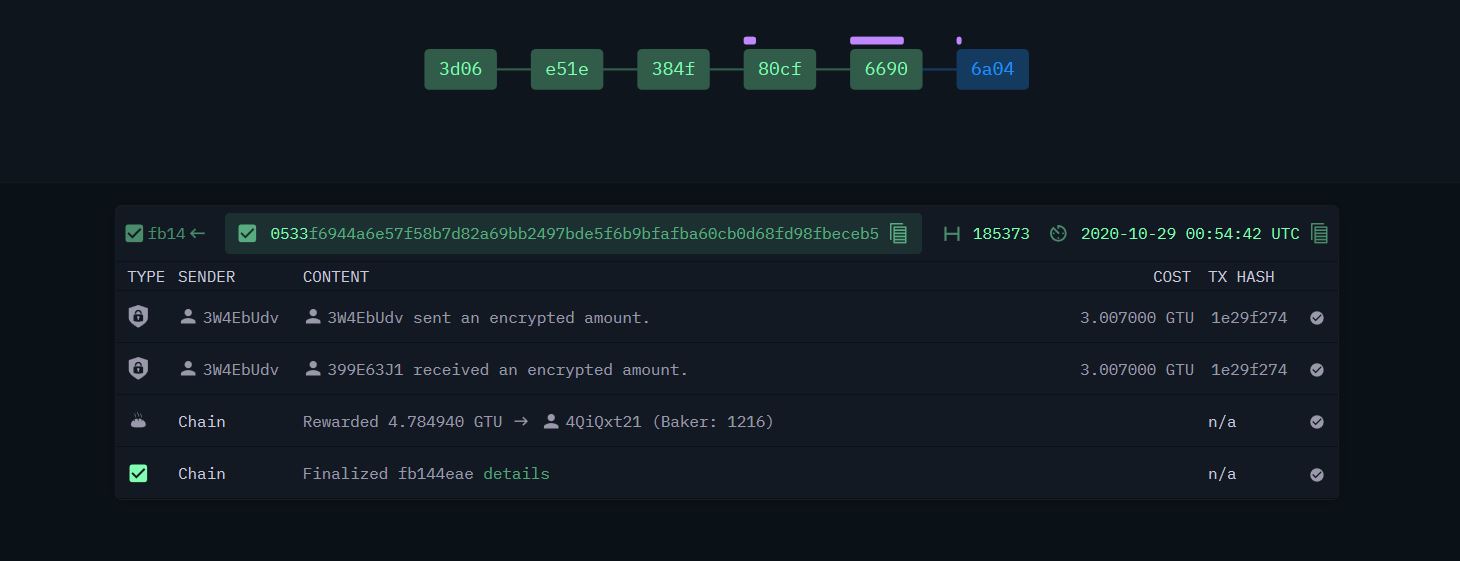 3d06 e51e 384f 80cf 6690 6a04
fb14 ← 0533f6944a6e57f58b7d82a69bb2497bde5f6b9bfafba60cb0d68fd98fbeceb5 185373 2020-10-29 00:54:42 UTC
TYPE SENDER CONTENT COST TX HASH
3W4EbUdv 3W4EbUdv sent an encrypted amount. 3.007000 GTU 1e29f274
3W4EbUdv 399E63J1 received an encrypted amount. 3.007000 GTU 1e29f274
Chain Rewarded 4.784940 GTU → 4QiQxt21 (Baker: 1216) n/a
Chain Finalized fb144eae details n/a